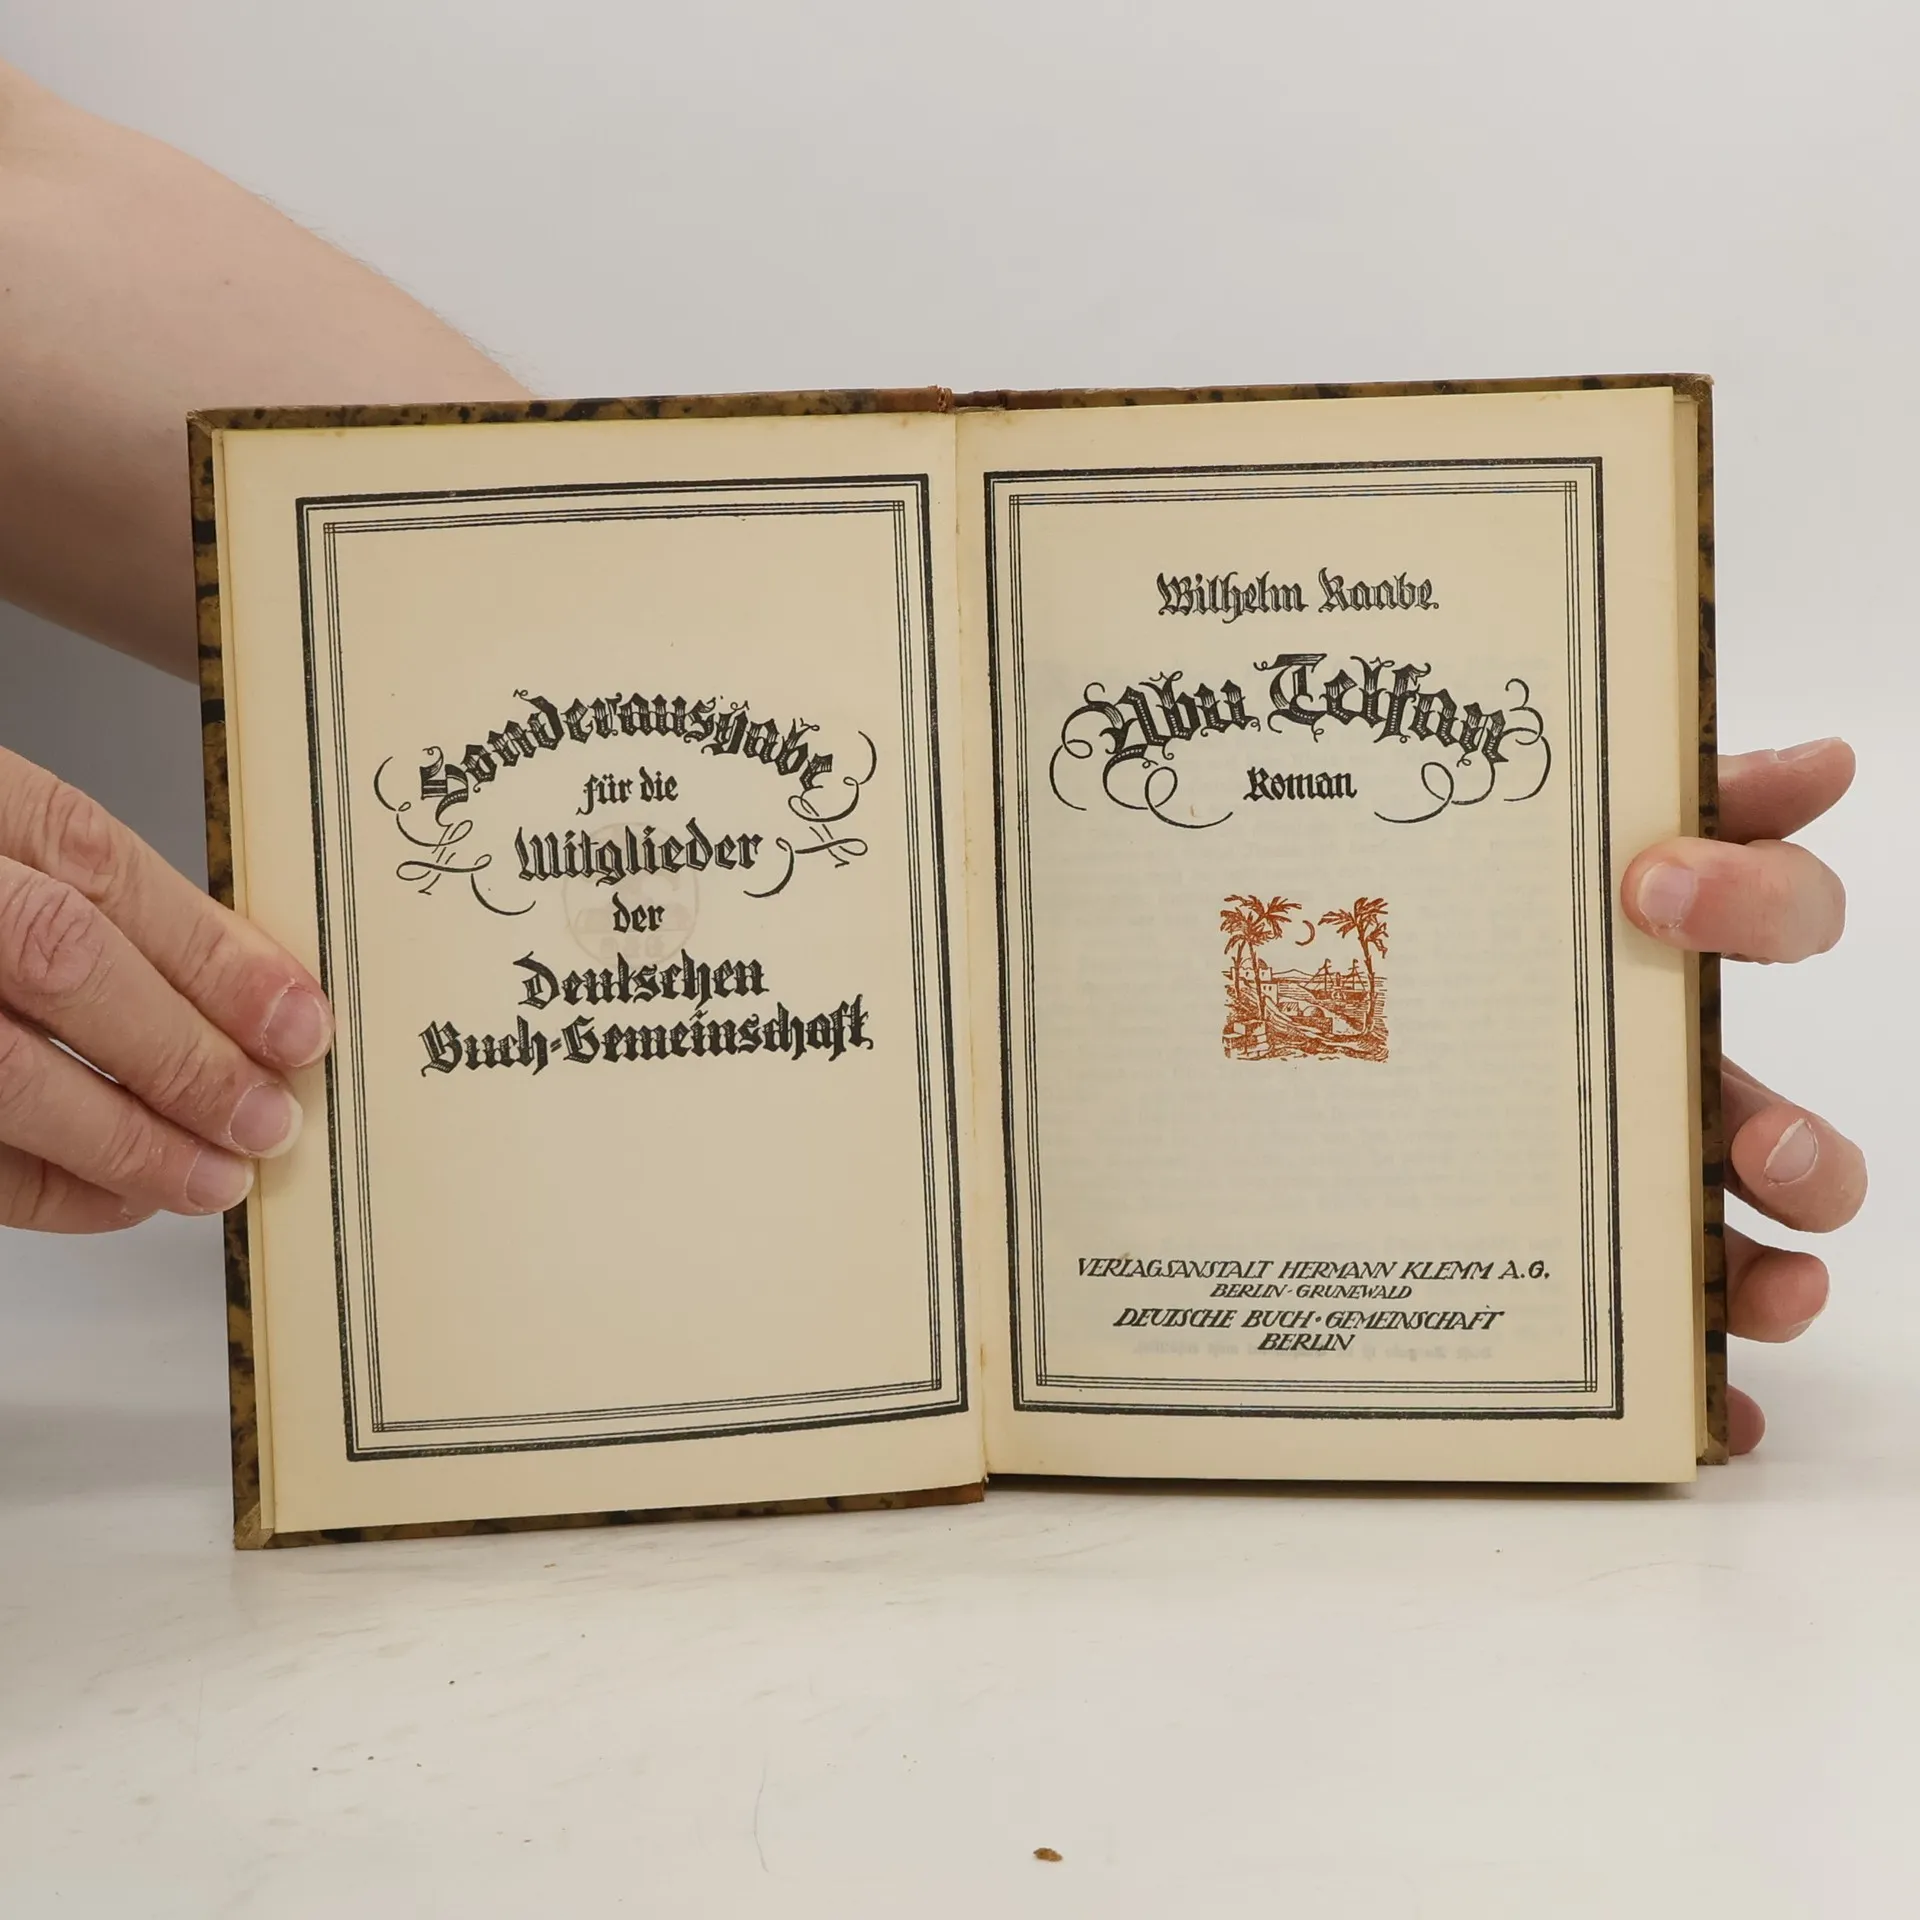 Sonderausgabe
für die
Mitglieder
der
Deutschen
Buch-Gemeinschaft
Wilhelm Raabe
Abu Telfan
Roman
VERLAGSANSTALT HERMANN KLEMM A.G.
BERLIN-GRUNEWALD
DEUTSCHE BUCH-GEMEINSCHAFT
BERLIN